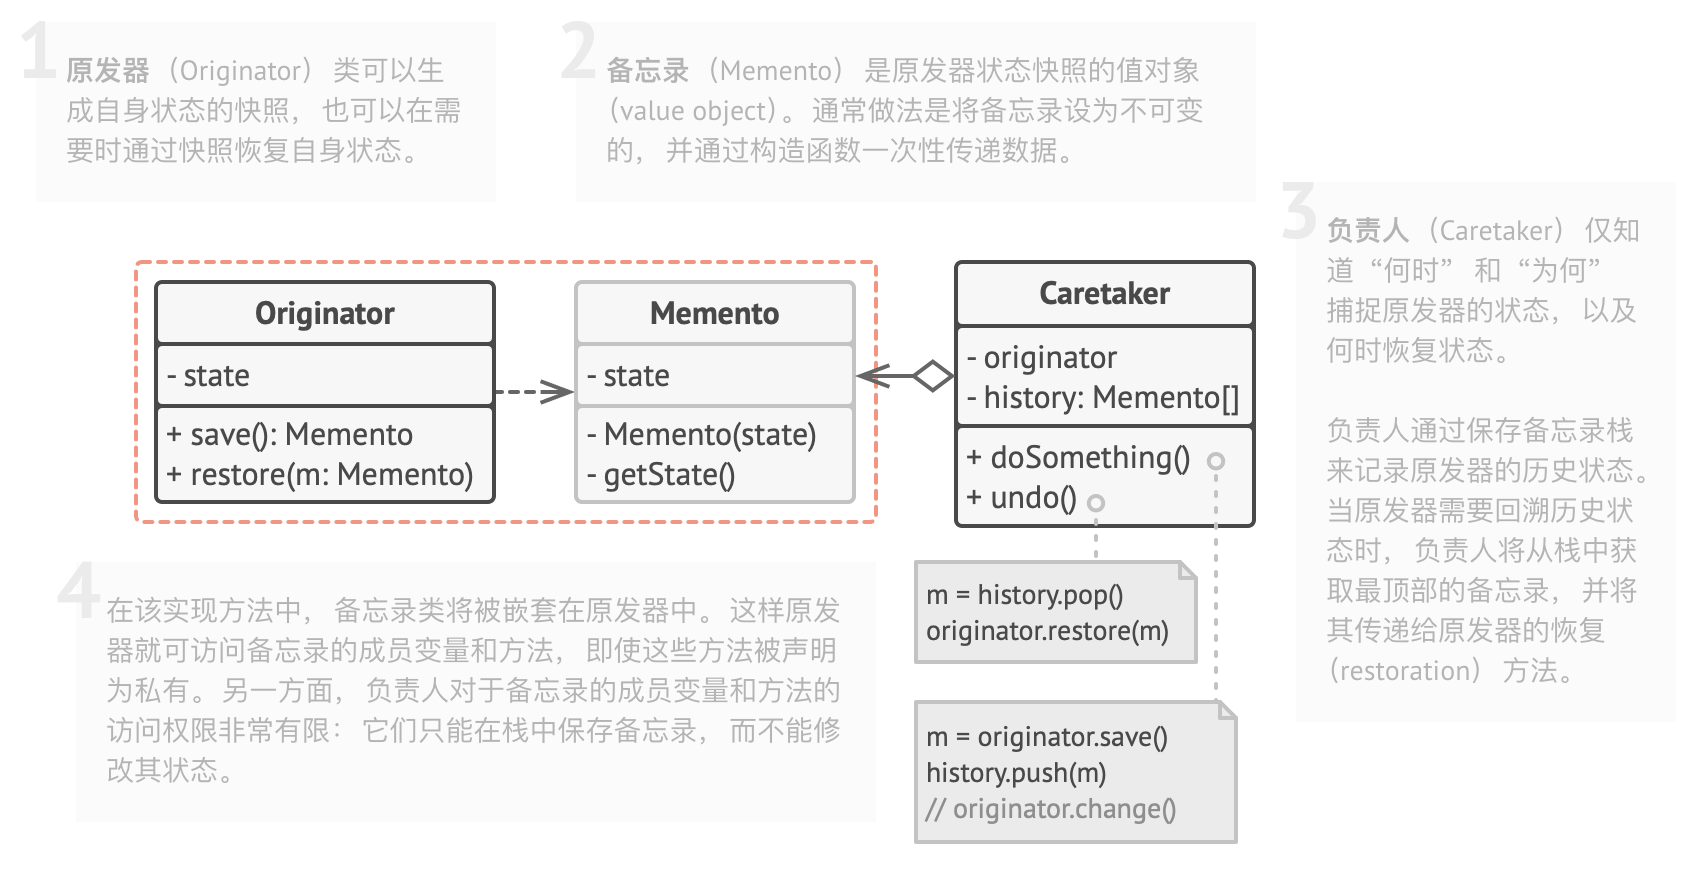 1
原发器（Originator） 类可以生
成自身状态的快照， 也可以在需
要时通过快照恢复自身状态。
2
备忘录（Memento） 是原发器状态快照的值对象
（value object）。 通常做法是将备忘录设为不可变
的， 并通过构造函数一次性传递数据。
3
负责人（Caretaker） 仅知
道 “何时” 和 “为何”
捕捉原发器的状态， 以及
何时恢复状态。
负责人通过保存备忘录栈
来记录原发器的历史状态。
当原发器需要回溯历史状
态时， 负责人将从栈中获
取最顶部的备忘录， 并将
其传递给原发器的恢复
（restoration） 方法。
Originator
- state
+ save(): Memento
+ restore(m: Memento)
Memento
- state
- Memento(state)
- getState()
Caretaker
- originator
- history: Memento[]
+ doSomething()
+ undo()
m = history.pop()
originator.restore(m)
m = originator.save()
history.push(m)
// originator.change()
4
在该实现方法中， 备忘录类将被嵌套在原发器中。 这样原发
器就可访问备忘录的成员变量和方法， 即使这些方法被声明
为私有。 另一方面， 负责人对于备忘录的成员变量和方法的
访问权限非常有限： 它们只能在栈中保存备忘录， 而不能修
改其状态。